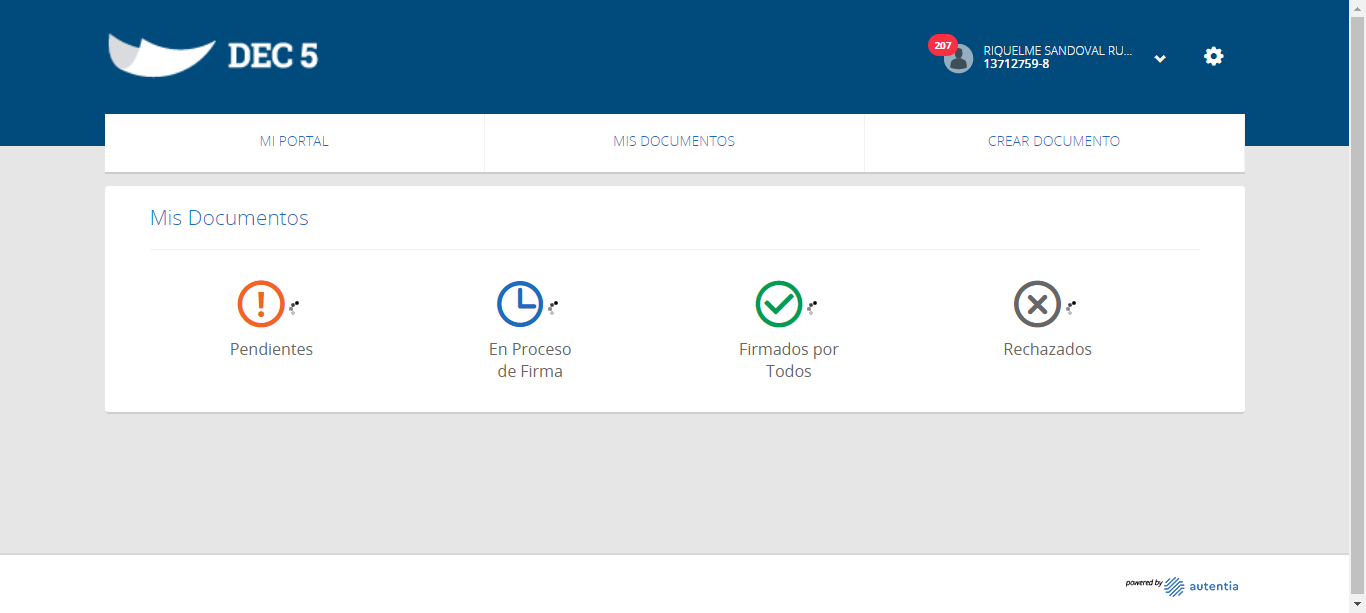 DEC 5
207
RIQUELME SANDOVAL RU...
13712759-8
MI PORTAL
MIS DOCUMENTOS
CREAR DOCUMENTO
Mis Documentos
Pendientes
En Proceso
de Firma
Firmados por
Todos
Rechazados
powered by
autentia